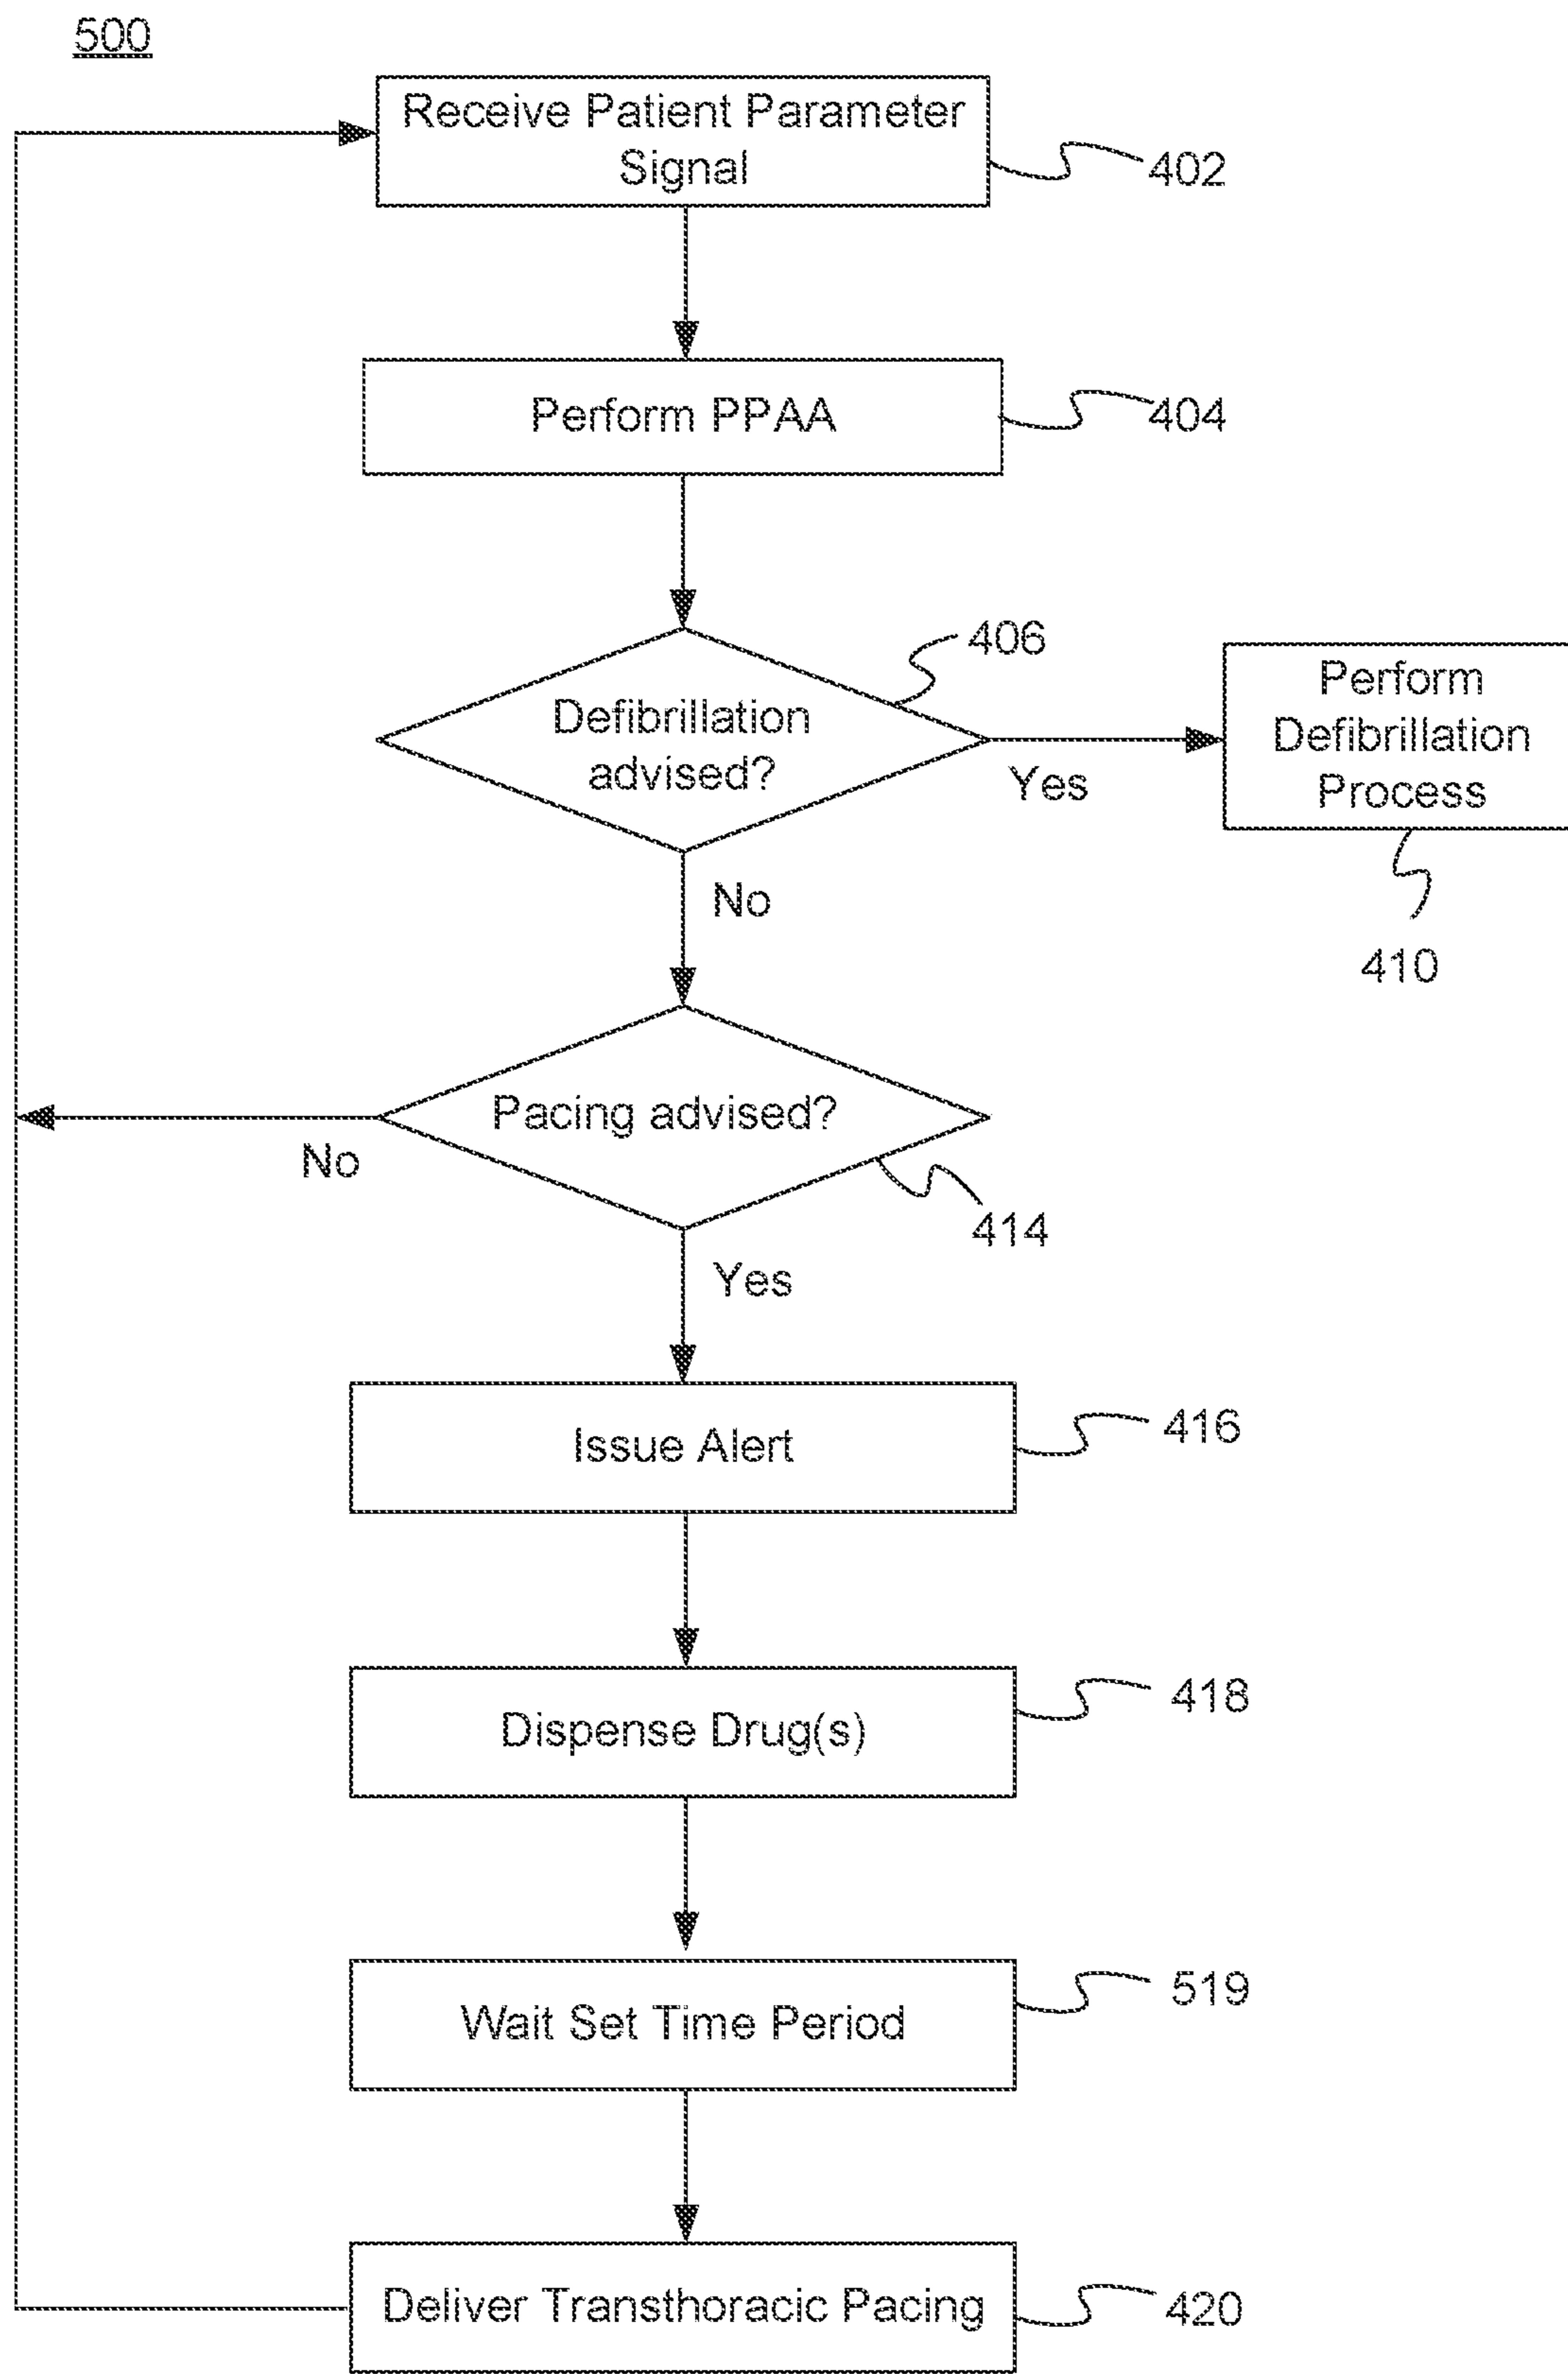 500
Receive Patient Parameter
Signal
402
Perform PPAA
404
406
Defibrillation
advised?
Yes
Perform
Defibrillation
Process
410
No
Pacing advised?
No
414
Yes
Issue Alert
416
Dispense Drug(s)
418
Wait Set Time Period
519
Deliver Transthoracic Pacing
420